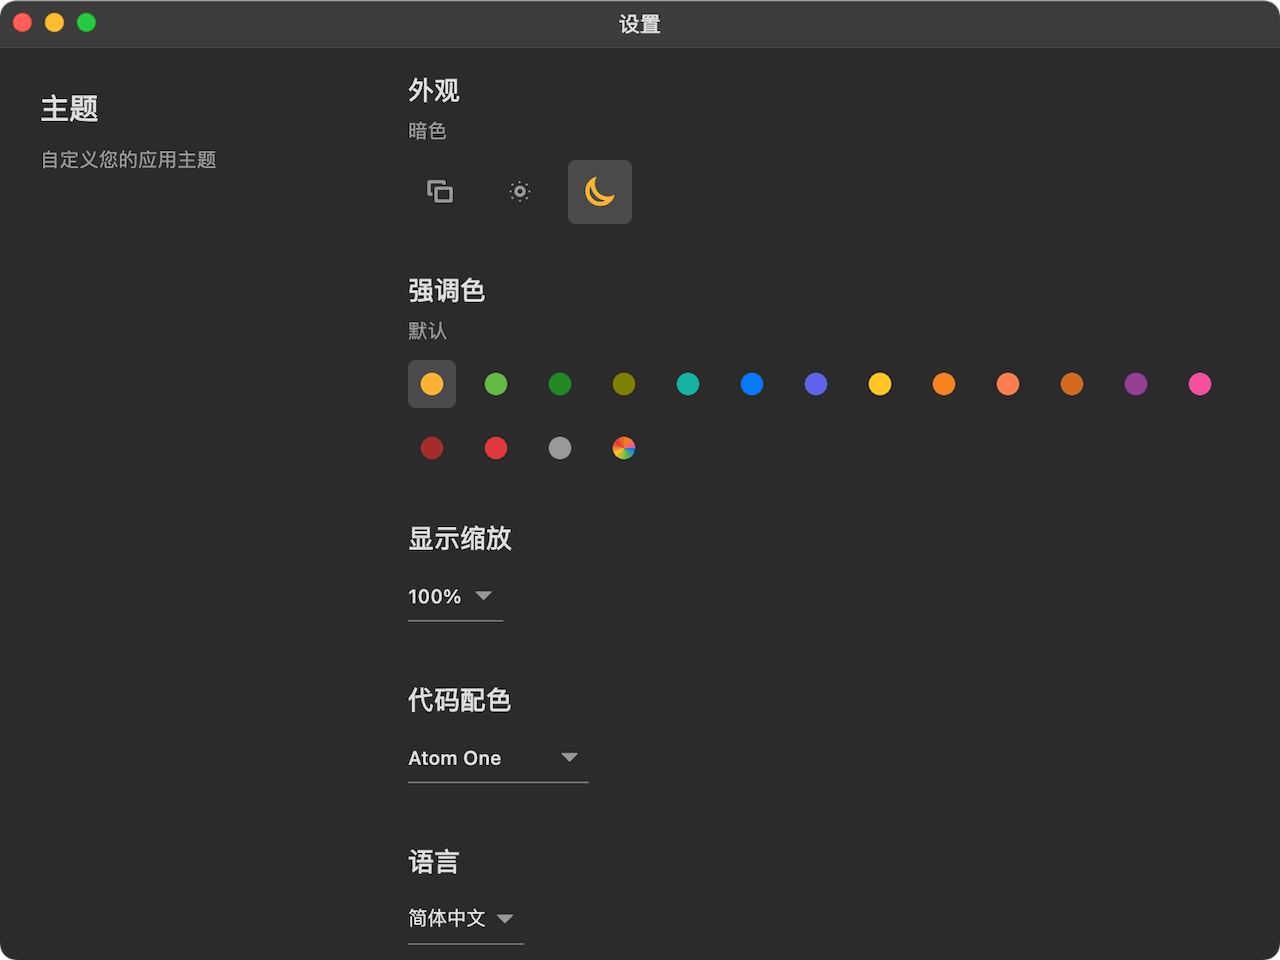 设置
主题
自定义您的应用主题
外观
暗色
强调色
默认
显示缩放
100%
代码配色
Atom One
语言
简体中文